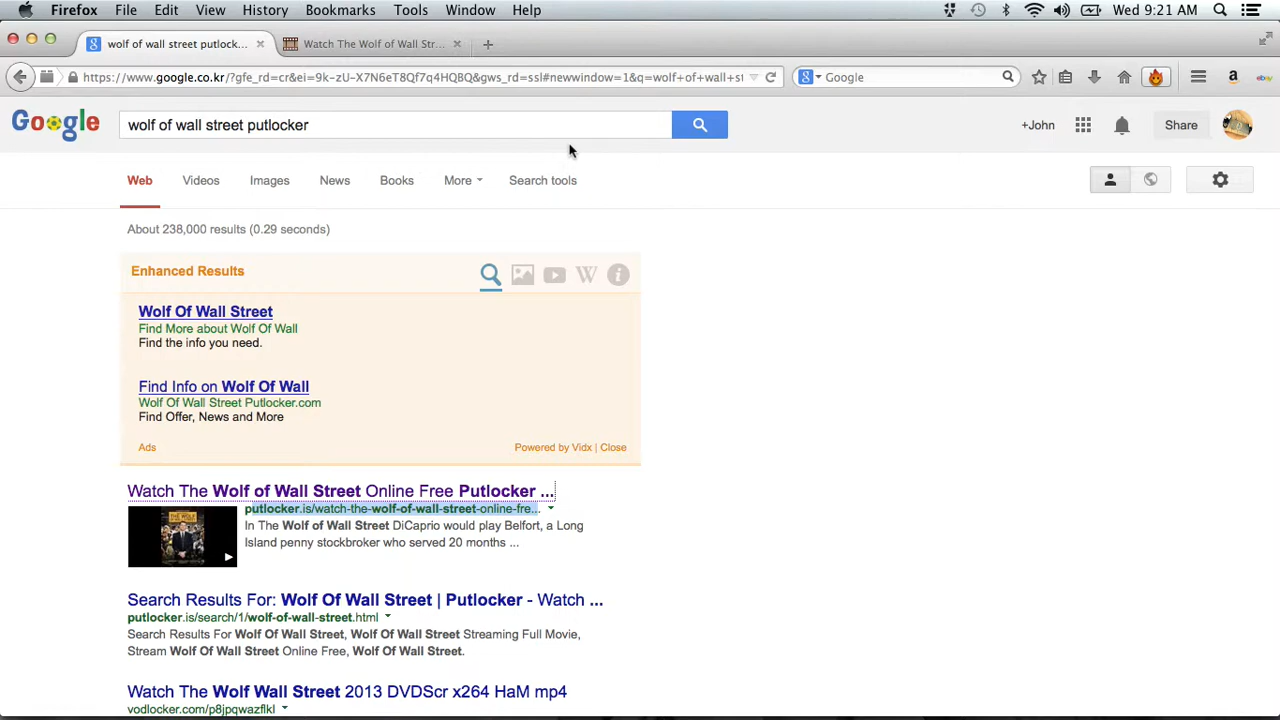 Firefox File Edit View History Bookmarks Tools Window Help Wed 9:21 AM
wolf of wall street putlock... Watch The Wolf of Wall Str...
https://www.google.co.kr/?gfe_rd=cr&ei=9k-zU-X7N6eT8Qf7q4HQBQ&gws_rd=ssl#newwindow=1&q=wolf+of+wall+st Google
Google wolf of wall street putlocker +John Share
Web Videos Images News Books More Search tools
About 238,000 results (0.29 seconds)
Enhanced Results
Wolf Of Wall Street
Find More about Wolf Of Wall
Find the info you need.
Find Info on Wolf Of Wall
Wolf Of Wall Street Putlocker.com
Find Offer, News and More
Ads Powered by Vidx | Close
Watch The Wolf of Wall Street Online Free Putlocker ...
putlocker.is/watch-the-wolf-of-wall-street-online-fre...
In The Wolf of Wall Street DiCaprio would play Belfort, a Long
Island penny stockbroker who served 20 months ...
Search Results For: Wolf Of Wall Street | Putlocker - Watch ...
putlocker.is/search/1/wolf-of-wall-street.html
Search Results For Wolf Of Wall Street, Wolf Of Wall Street Streaming Full Movie,
Stream Wolf Of Wall Street Online Free, Wolf Of Wall Street.
Watch The Wolf Wall Street 2013 DVDScr x264 HaM mp4
vodlocker.com/p8jpqwazflkl